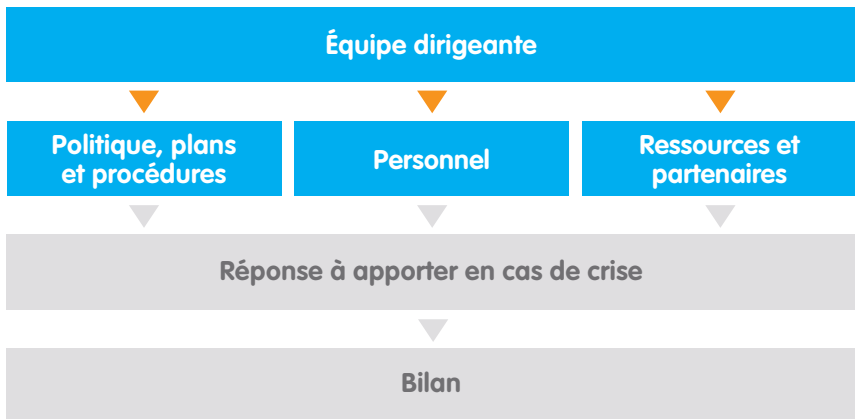 Équipe dirigeante
Politique, plans
et procédures
Personnel
Ressources et
partenaires
Réponse à apporter en cas de crise
Bilan